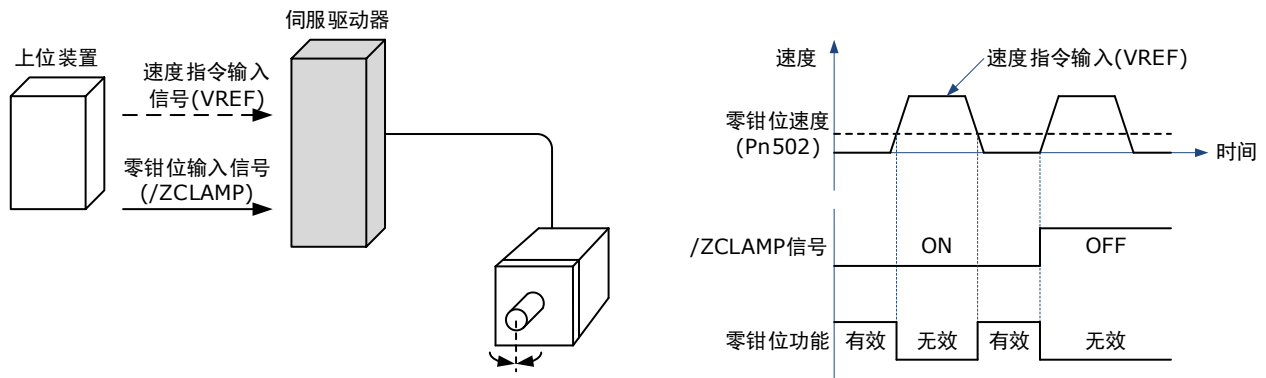 伺服驱动器
上位装置
速度指令输入
信号(VREF)
零钳位输入信号
(/ZCLAMP)
速度
速度指令输入(VREF)
零钳位速度
(Pn502)
时间
/ZCLAMP信号
ON
OFF
零钳位功能
有效
无效
有效
无效